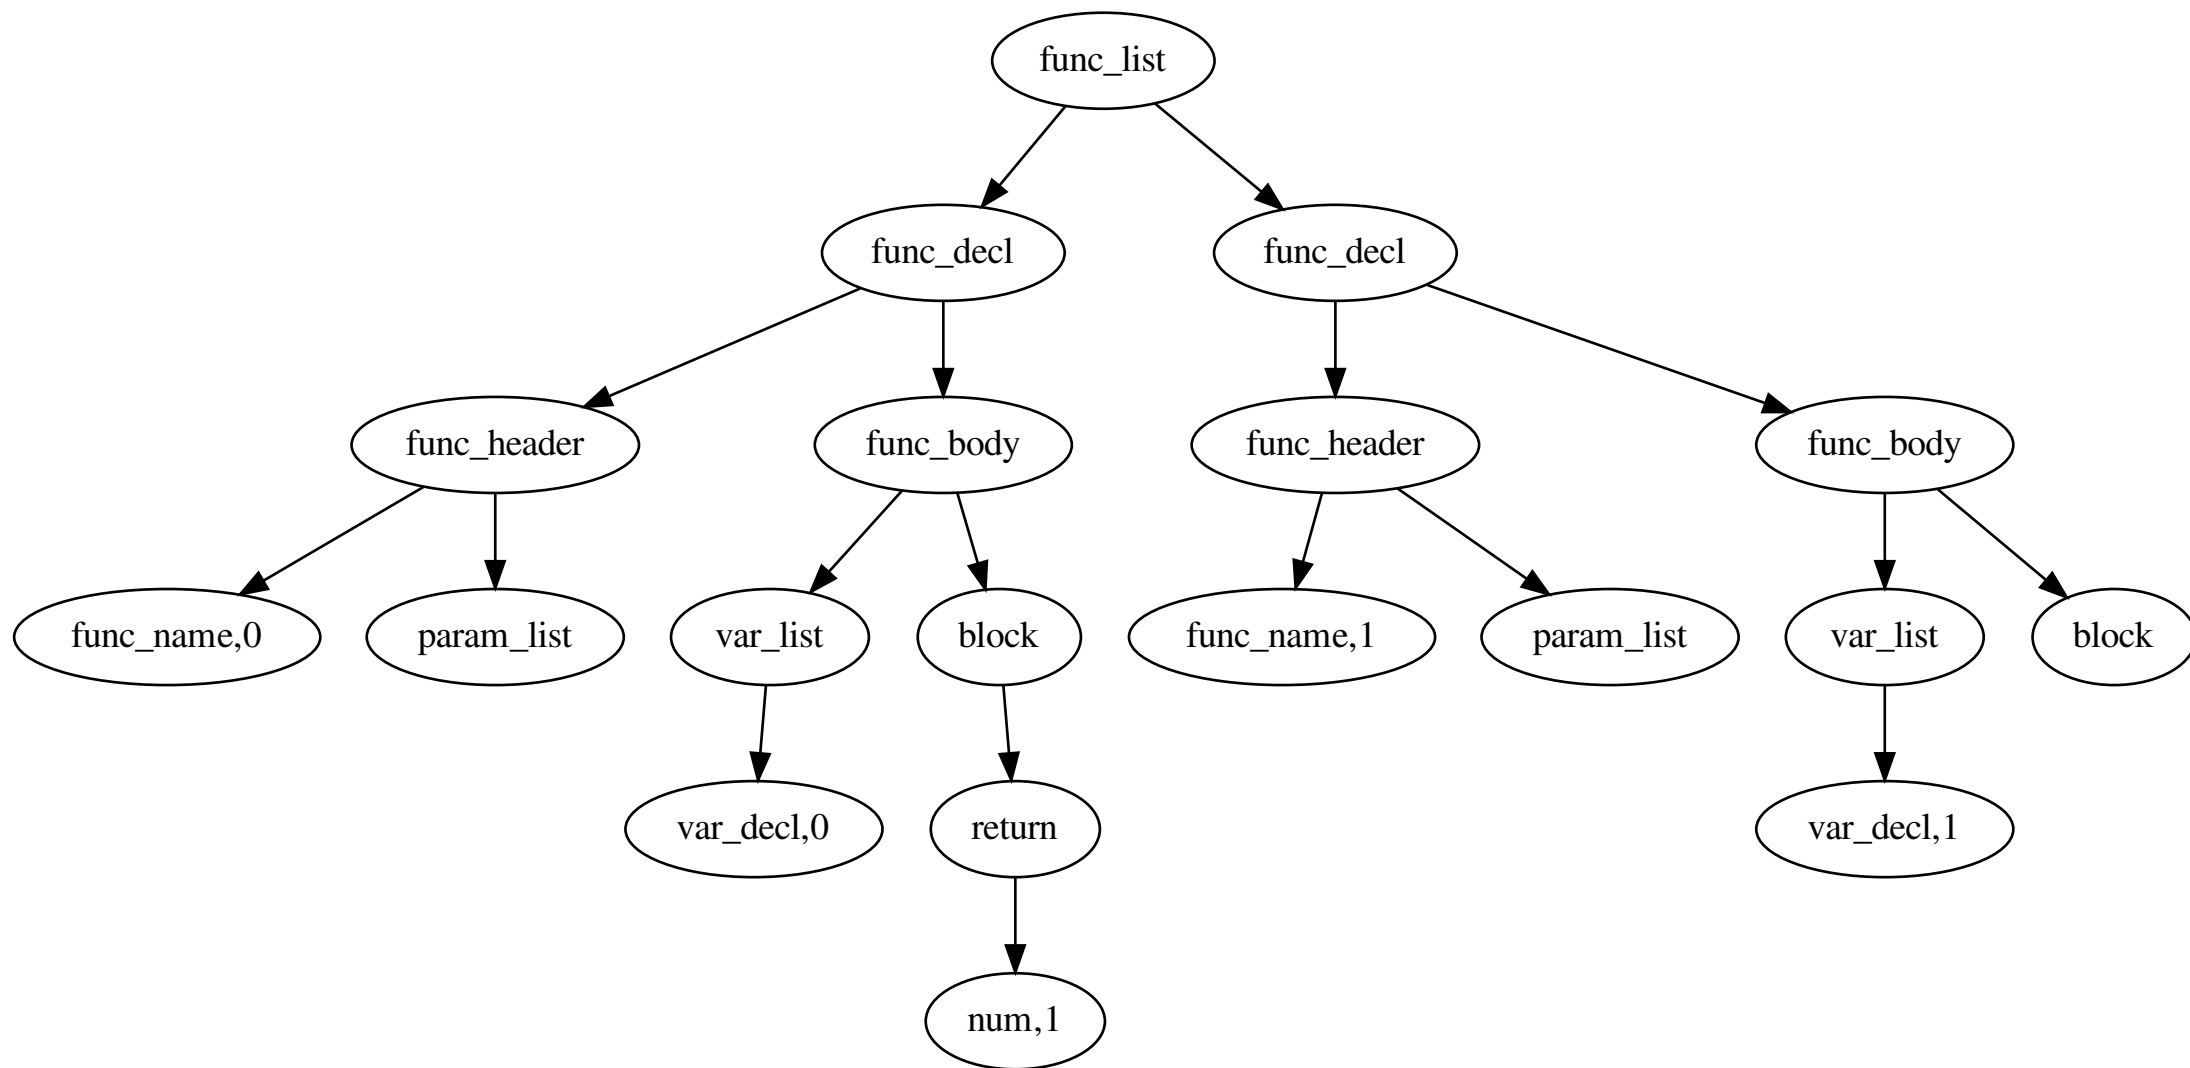 func_list
func_decl
func_decl
func_header
func_body
func_header
func_body
func_name,0
param_list
var_list
block
func_name,1
param_list
var_list
block
var_decl,0
return
var_decl,1
num,1